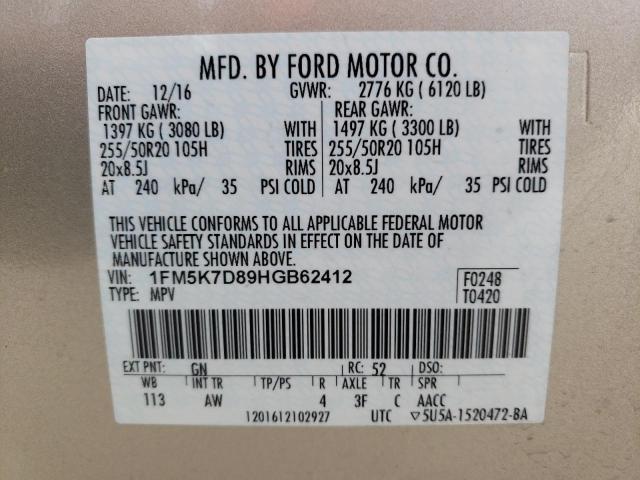 MFD. BY FORD MOTOR CO.
DATE: 12/16 GVWR: 2776 KG ( 6120 LB)
FRONT GAWR: REAR GAWR:
1397 KG ( 3080 LB) WITH 1497 KG ( 3300 LB) WITH
255/50R20 105H TIRES 255/50R20 105H TIRES
20x8.5J RIMS 20x8.5J RIMS
AT 240 kPa/ 35 PSI COLD AT 240 kPa/ 35 PSI COLD
THIS VEHICLE CONFORMS TO ALL APPLICABLE FEDERAL MOTOR
VEHICLE SAFETY STANDARDS IN EFFECT ON THE DATE OF
MANUFACTURE SHOWN ABOVE.
VIN: 1FM5K7D89HGB62412 F0248
TYPE: MPV T0420
EXT PNT: GN RC: 52 DSO:
WB INT TR TP/PS R AXLE TR SPR
113 AW 4 3F C AACC
1201612102927 UTC ▽5U5A-1520472-BA